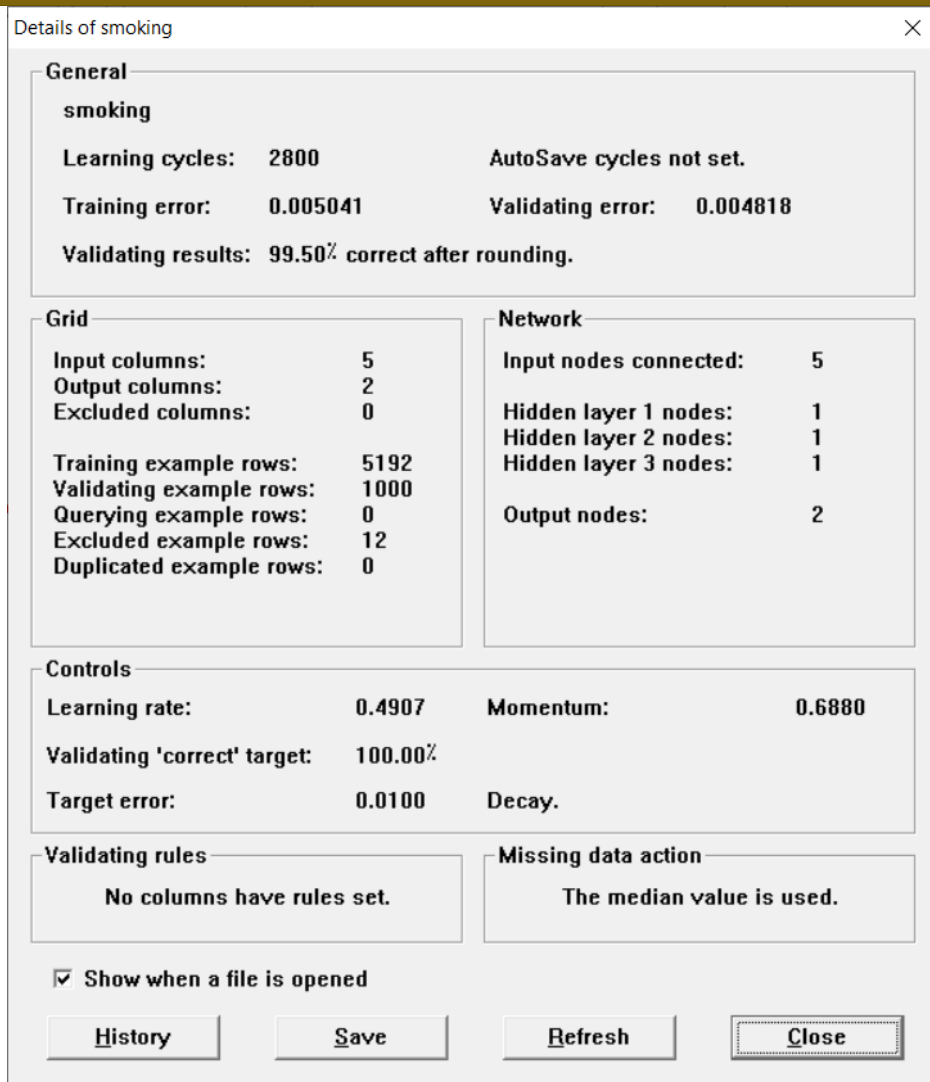 Details of smoking
General
smoking
Learning cycles: 2800 AutoSave cycles not set.
Training error: 0.005041 Validating error: 0.004818
Validating results: 99.50% correct after rounding.
Grid
Input columns: 5
Output columns: 2
Excluded columns: 0
Training example rows: 5192
Validating example rows: 1000
Querying example rows: 0
Excluded example rows: 12
Duplicated example rows: 0
Network
Input nodes connected: 5
Hidden layer 1 nodes: 1
Hidden layer 2 nodes: 1
Hidden layer 3 nodes: 1
Output nodes: 2
Controls
Learning rate: 0.4907 Momentum: 0.6880
Validating 'correct' target: 100.00%
Target error: 0.0100 Decay.
Validating rules
No columns have rules set.
Missing data action
The median value is used.
Show when a file is opened
History Save Refresh Close